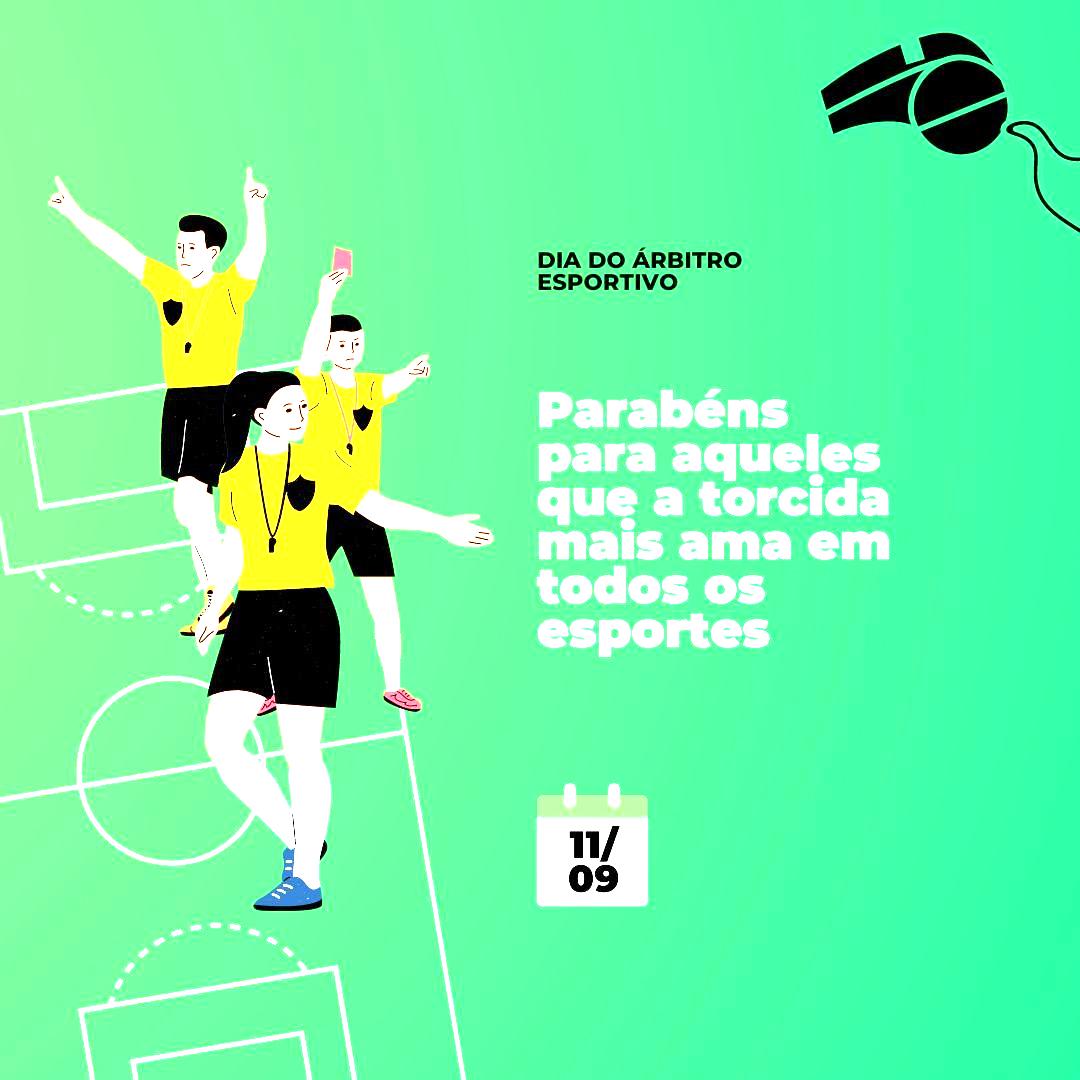 DIA DO ÁRBITRO
ESPORTIVO
Parabéns
para aqueles
que a torcida
mais ama em
todos os
esportes
11/
09